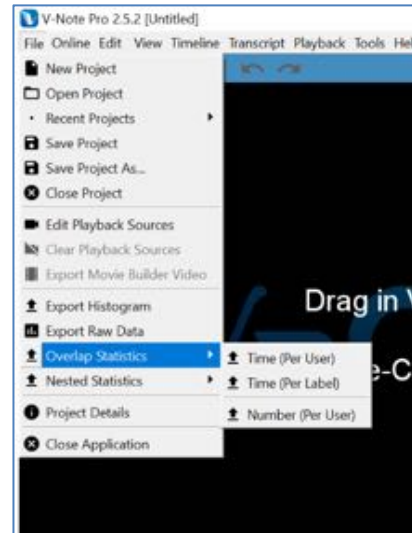 V-Note Pro 2.5.2 [Untitled]
File Online Edit View Timeline Transcript Playback Tools Hel
New Project
Open Project
Recent Projects
Save Project
Save Project As...
Close Project
Edit Playback Sources
Clear Playback Sources
Export Movie Builder Video
Drag in V
Export Histogram
Export Raw Data
Overlap Statistics
Time (Per User)
e-C
Nested Statistics
Time (Per Label)
Project Details
Number (Per User)
Close Application